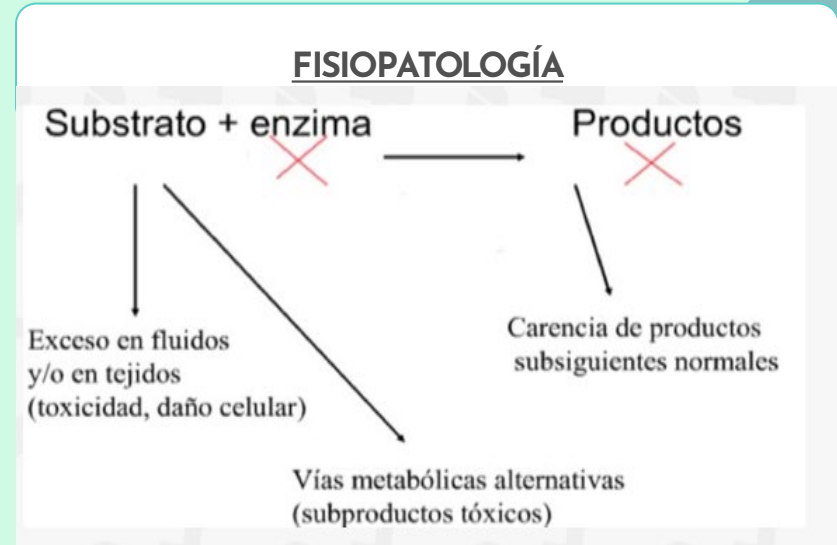 FISIOPATOLOGÍA
Substrato + enzima
Productos
Exceso en fluidos
y/o en tejidos
(toxicidad, daño celular)
Carencia de productos
subsiguientes normales
Vías metabólicas alternativas
(subproductos tóxicos)